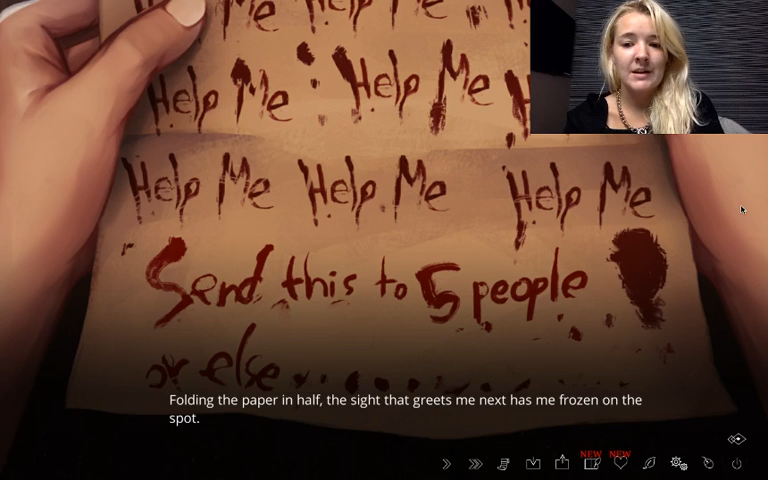 Help Me Help Me
Help Me Help Me
Help Me Help Me Help Me
Send this to 5 people
or else
Folding the paper in half, the sight that greets me next has me frozen on the
spot.
NEW NEW